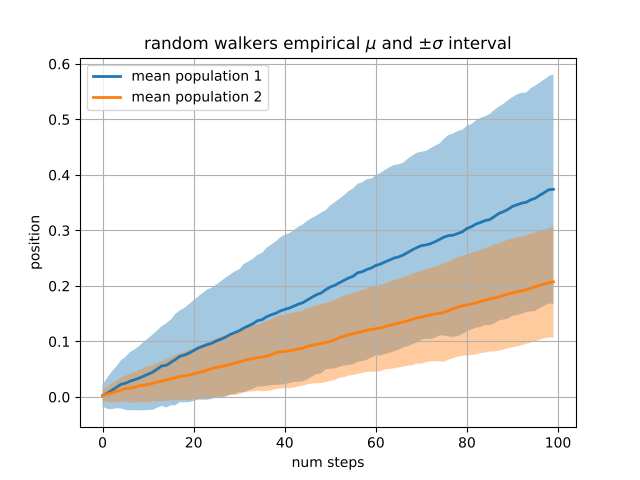 random walkers empirical μ and ±σ interval
mean population 1
mean population 2
0.6
0.5
0.4
0.3
0.2
0.1
0.0
position
0 20 40 60 80 100
num steps